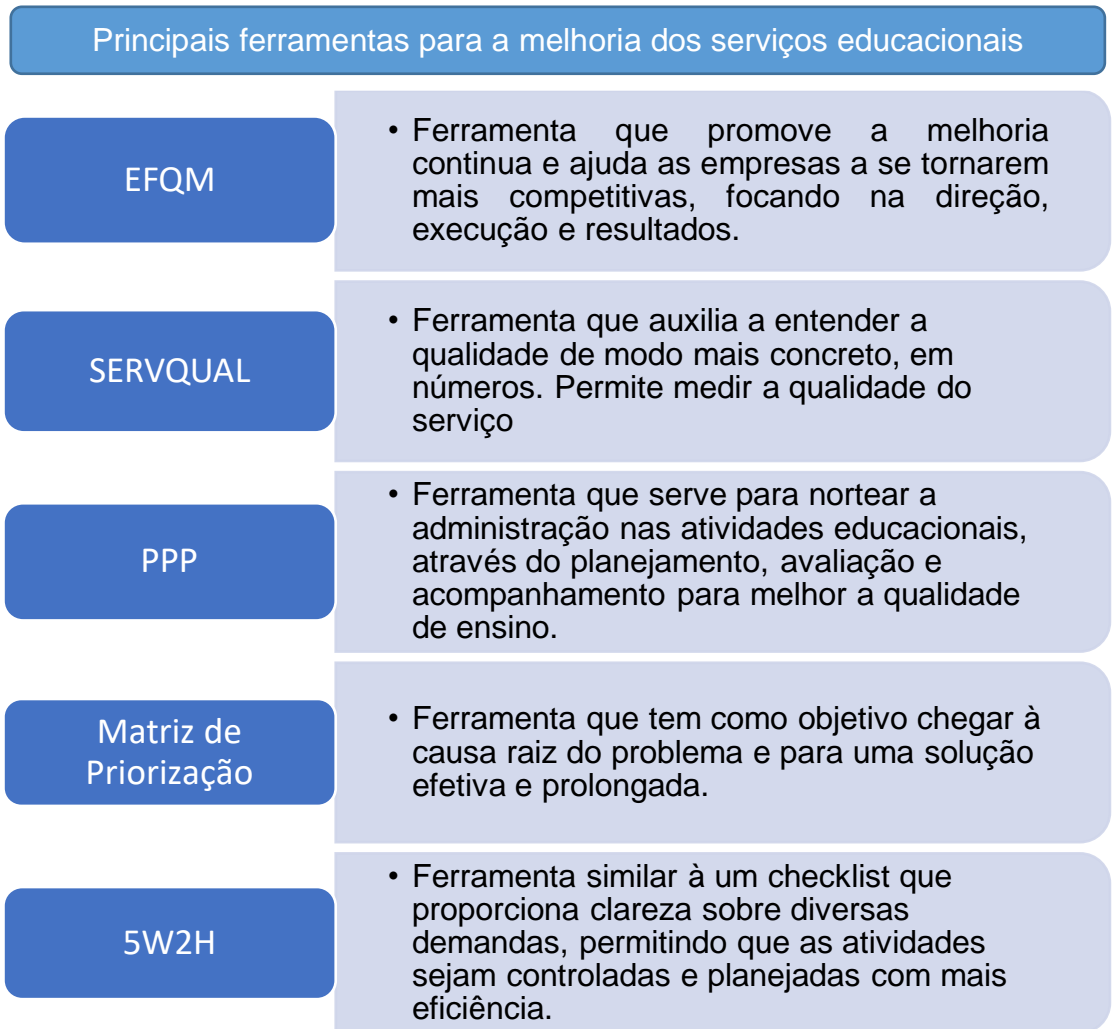 Principais ferramentas para a melhoria dos serviços educacionais
EFQM
• Ferramenta que promove a melhoria
continua e ajuda as empresas a se tornarem
mais competitivas, focando na direção,
execução e resultados.
SERVQUAL
• Ferramenta que auxilia a entender a
qualidade de modo mais concreto, em
números. Permite medir a qualidade do
serviço
PPP
• Ferramenta que serve para nortear a
administração nas atividades educacionais,
através do planejamento, avaliação e
acompanhamento para melhor a qualidade
de ensino.
Matriz de
Priorização
• Ferramenta que tem como objetivo chegar à
causa raiz do problema e para uma solução
efetiva e prolongada.
5W2H
• Ferramenta similar à um checklist que
proporciona clareza sobre diversas
demandas, permitindo que as atividades
sejam controladas e planejadas com mais
eficiência.